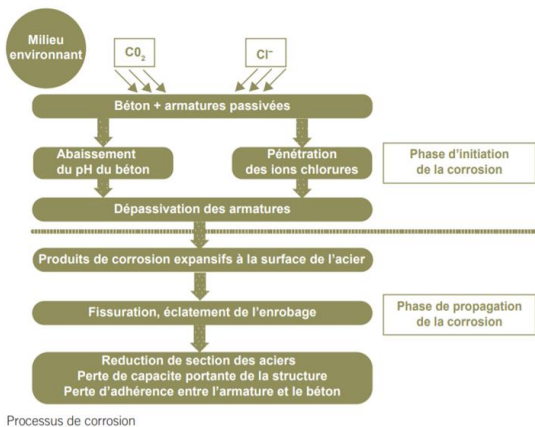 Milieu
environnant
C0₂
Cl⁻
Béton + armatures passivées
Abaissement
du pH du béton
Pénétration
des ions chlorures
Phase d'initiation
de la corrosion
Dépassivation des armatures
Produits de corrosion expansifs à la surface de l'acier
Fissuration, éclatement de l'enrobage
Phase de propagation
de la corrosion
Reduction de section des aciers
Perte de capacite portante de la structure
Perte d'adhérence entre l'armature et le béton
Processus de corrosion